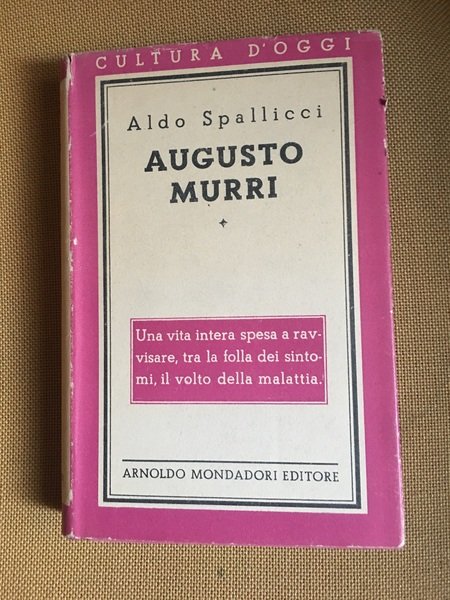 CULTURA D'OGGI
Aldo Spallicci
AUGUSTO
MURRI
Una vita intera spesa a rav-
visare, tra la folla dei sinto-
mi, il volto della malattia.
ARNOLDO MONDADORI EDITORE